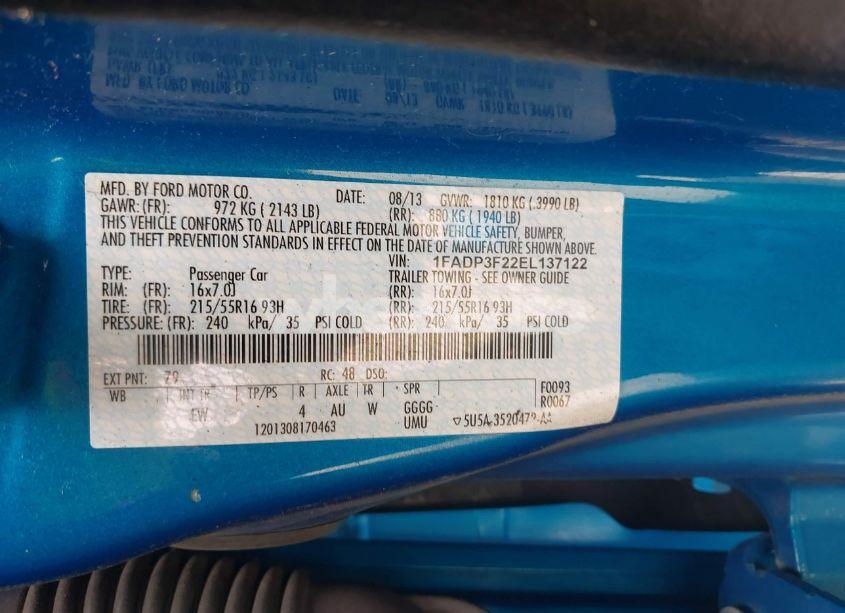 MFD. BY FORD MOTOR CO. DATE: 08/13 GVWR: 1810 KG ( 3990 LB)
GAWR: (FR): 972 KG ( 2143 LB) (RR): 880 KG ( 1940 LB)
THIS VEHICLE CONFORMS TO ALL APPLICABLE FEDERAL MOTOR VEHICLE SAFETY, BUMPER,
AND THEFT PREVENTION STANDARDS IN EFFECT ON THE DATE OF MANUFACTURE SHOWN ABOVE.
VIN: 1FADP3F22EL137122
TYPE: Passenger Car TRAILER TOWING - SEE OWNER GUIDE
RIM: (FR): 16x7.0J (RR): 16x7.0J
TIRE: (FR): 215/55R16 93H (RR): 215/55R16 93H
PRESSURE: (FR): 240 kPa/ 35 PSI COLD (RR): 240 kPa/ 35 PSI COLD
EXT PNT: RC: 48 DSO:
WB INT TR TP/PS R AXLE TR SPR F0093
EW 4 AU W GGGG R0067
1201308170463 UMU 5U5A-3520472-AA